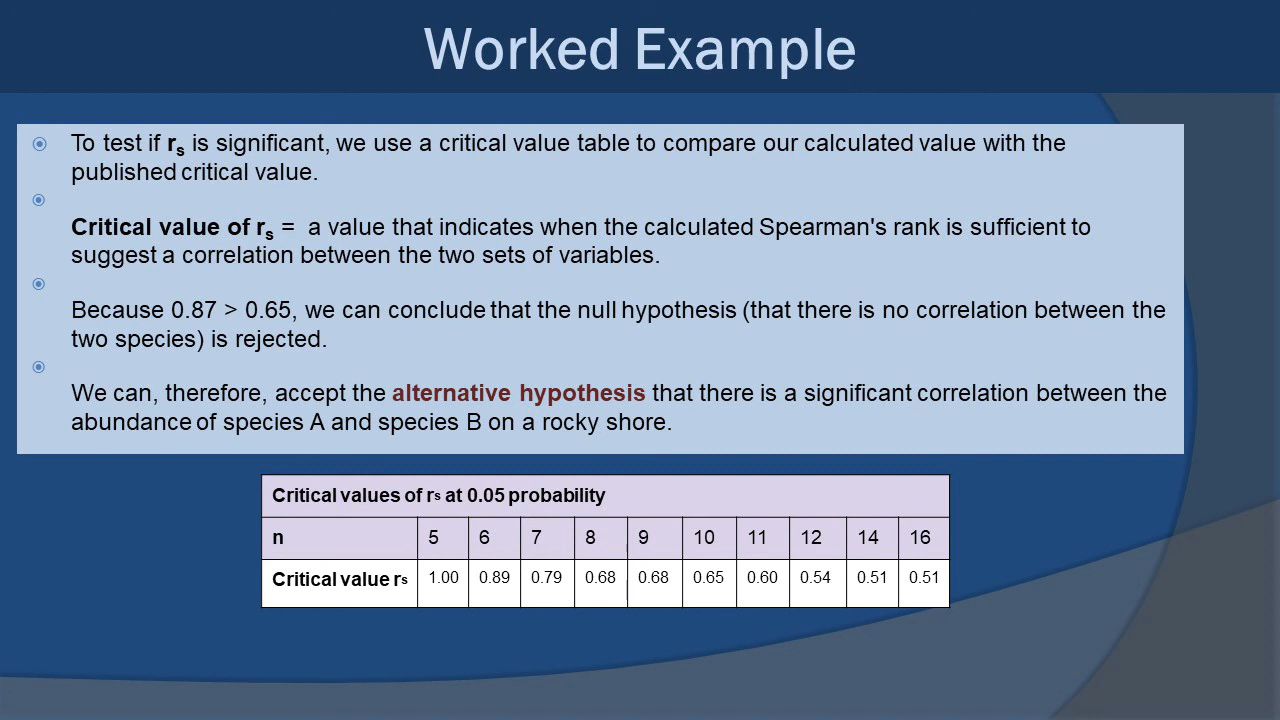 Worked Example
To test if rs is significant, we use a critical value table to compare our calculated value with the
published critical value.
Critical value of rs = a value that indicates when the calculated Spearman's rank is sufficient to
suggest a correlation between the two sets of variables.
Because 0.87 > 0.65, we can conclude that the null hypothesis (that there is no correlation between the
two species) is rejected.
We can, therefore, accept the alternative hypothesis that there is a significant correlation between the
abundance of species A and species B on a rocky shore.
Critical values of rs at 0.05 probability
n 5 6 7 8 9 10 11 12 14 16
Critical value rs 1.00 0.89 0.79 0.68 0.68 0.65 0.60 0.54 0.51 0.51